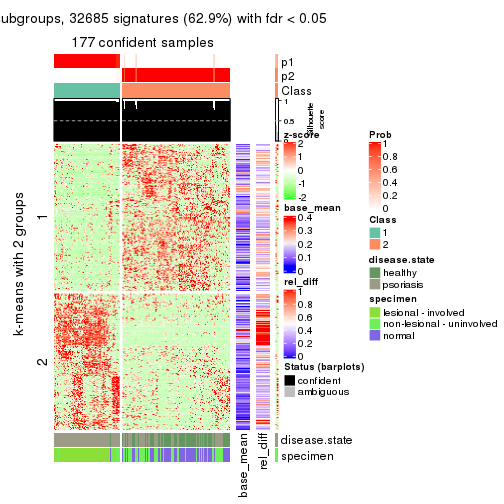 ubgroups, 32685 signatures (62.9%) with fdr < 0.05
177 confident samples
p1
p2
Class
1
0.5
0
Silhouette
score
k-means with 2 groups
1
2
z-score
2
1
0
-1
-2
base_mean
0.4
0.3
0.2
0.1
0
rel_diff
1
0.8
0.6
0.4
0.2
0
Status (barplots)
confident
ambiguous
Prob
1
0.8
0.6
0.4
0.2
0
Class
1
2
disease.state
healthy
psoriasis
specimen
lesional - involved
non-lesional - uninvolved
normal
disease.state
specimen
base_mean
rel_diff